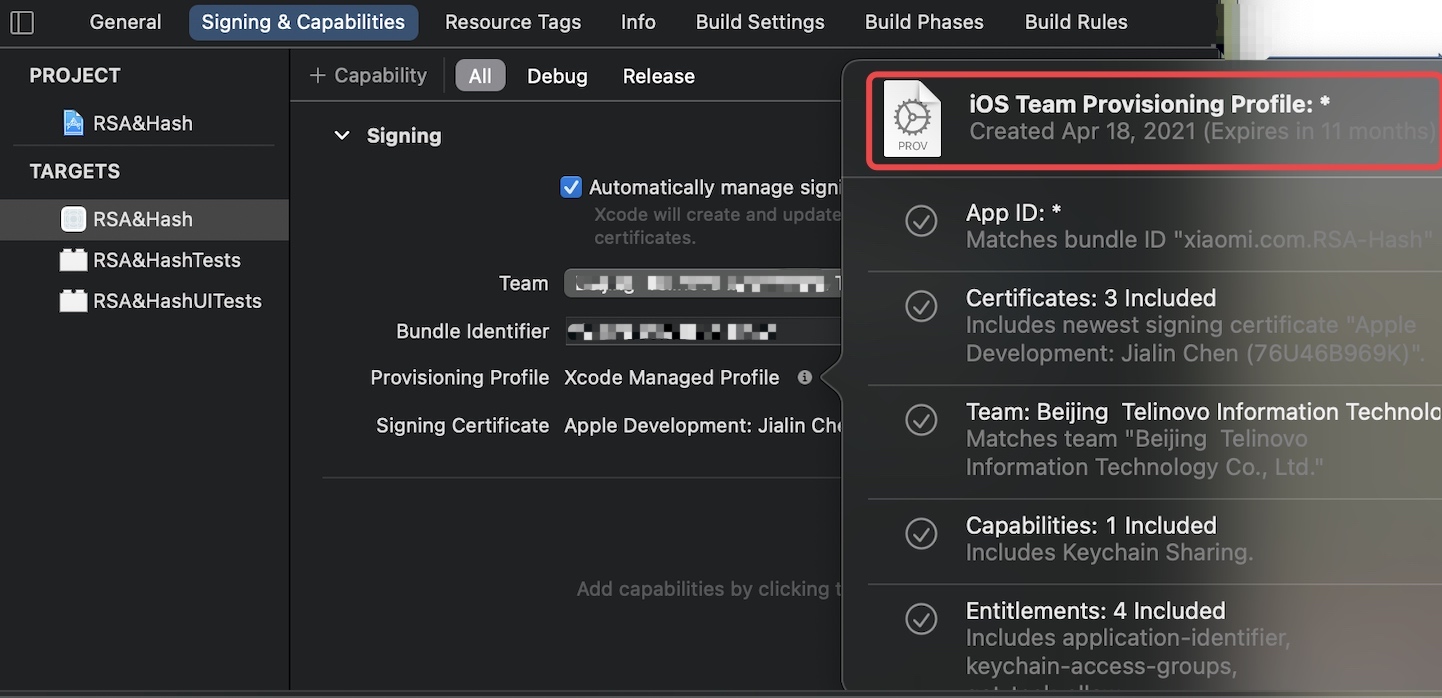 General Signing & Capabilities Resource Tags Info Build Settings Build Phases Build Rules
PROJECT
RSA&Hash
TARGETS
RSA&Hash
RSA&HashTests
RSA&HashUITests
+ Capability All Debug Release
Signing
Automatically manage signi
Xcode will create and update
certificates.
Team
Bundle Identifier
Provisioning Profile Xcode Managed Profile
Signing Certificate Apple Development: Jialin Che
Add capabilities by clicking t
PROV
iOS Team Provisioning Profile: *
Created Apr 18, 2021 (Expires in 11 months)
App ID: *
Matches bundle ID "xiaomi.com.RSA-Hash"
Certificates: 3 Included
Includes newest signing certificate "Apple
Development: Jialin Chen (76U46B969K)".
Team: Beijing Telinovo Information Technolo
Matches team "Beijing Telinovo
Information Technology Co., Ltd."
Capabilities: 1 Included
Includes Keychain Sharing.
Entitlements: 4 Included
Includes application-identifier,
keychain-access-groups,